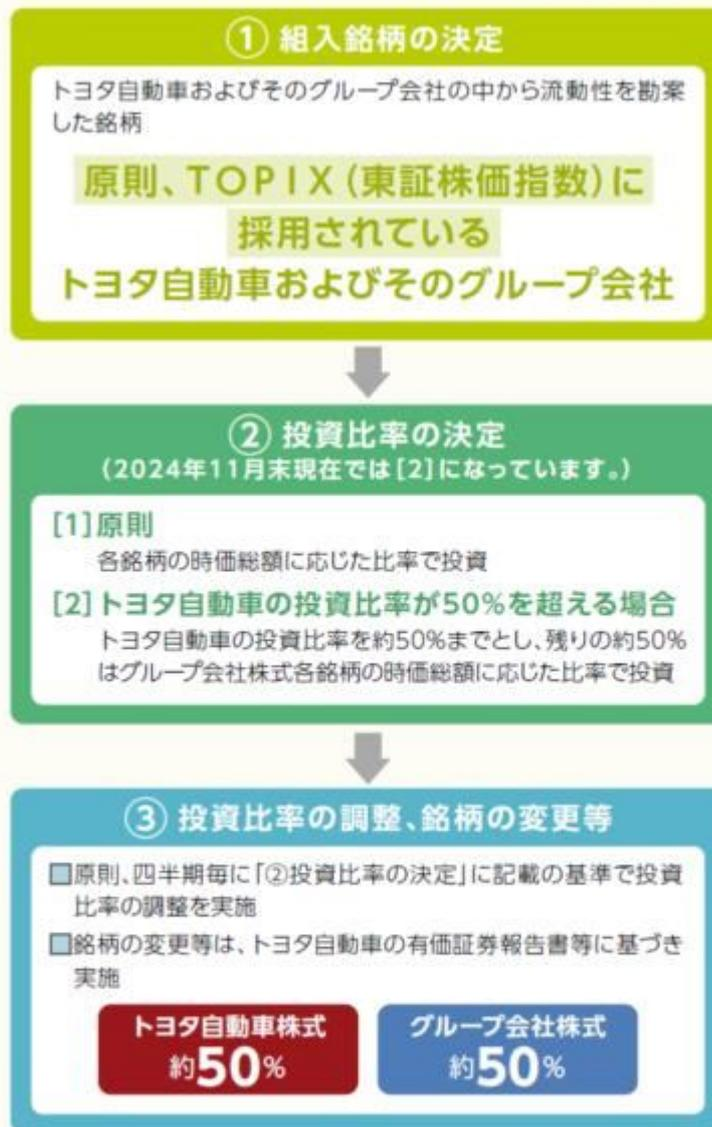 ① 組入銘柄の決定
トヨタ自動車およびそのグループ会社の中から流動性を勘案
した銘柄
原則、TOPIX(東証株価指数)に
採用されている
トヨタ自動車およびそのグループ会社
② 投資比率の決定
(2024年11月末現在では[2]になっています。)
[1]原則
各銘柄の時価総額に応じた比率で投資
[2]トヨタ自動車の投資比率が50%を超える場合
トヨタ自動車の投資比率を約50%までとし、残りの約50%
はグループ会社株式各銘柄の時価総額に応じた比率で投資
③ 投資比率の調整、銘柄の変更等
原則、四半期毎に「②投資比率の決定」に記載の基準で投資
比率の調整を実施
銘柄の変更等は、トヨタ自動車の有価証券報告書等に基づき
実施
トヨタ自動車株式
約50%
グループ会社株式
約50%